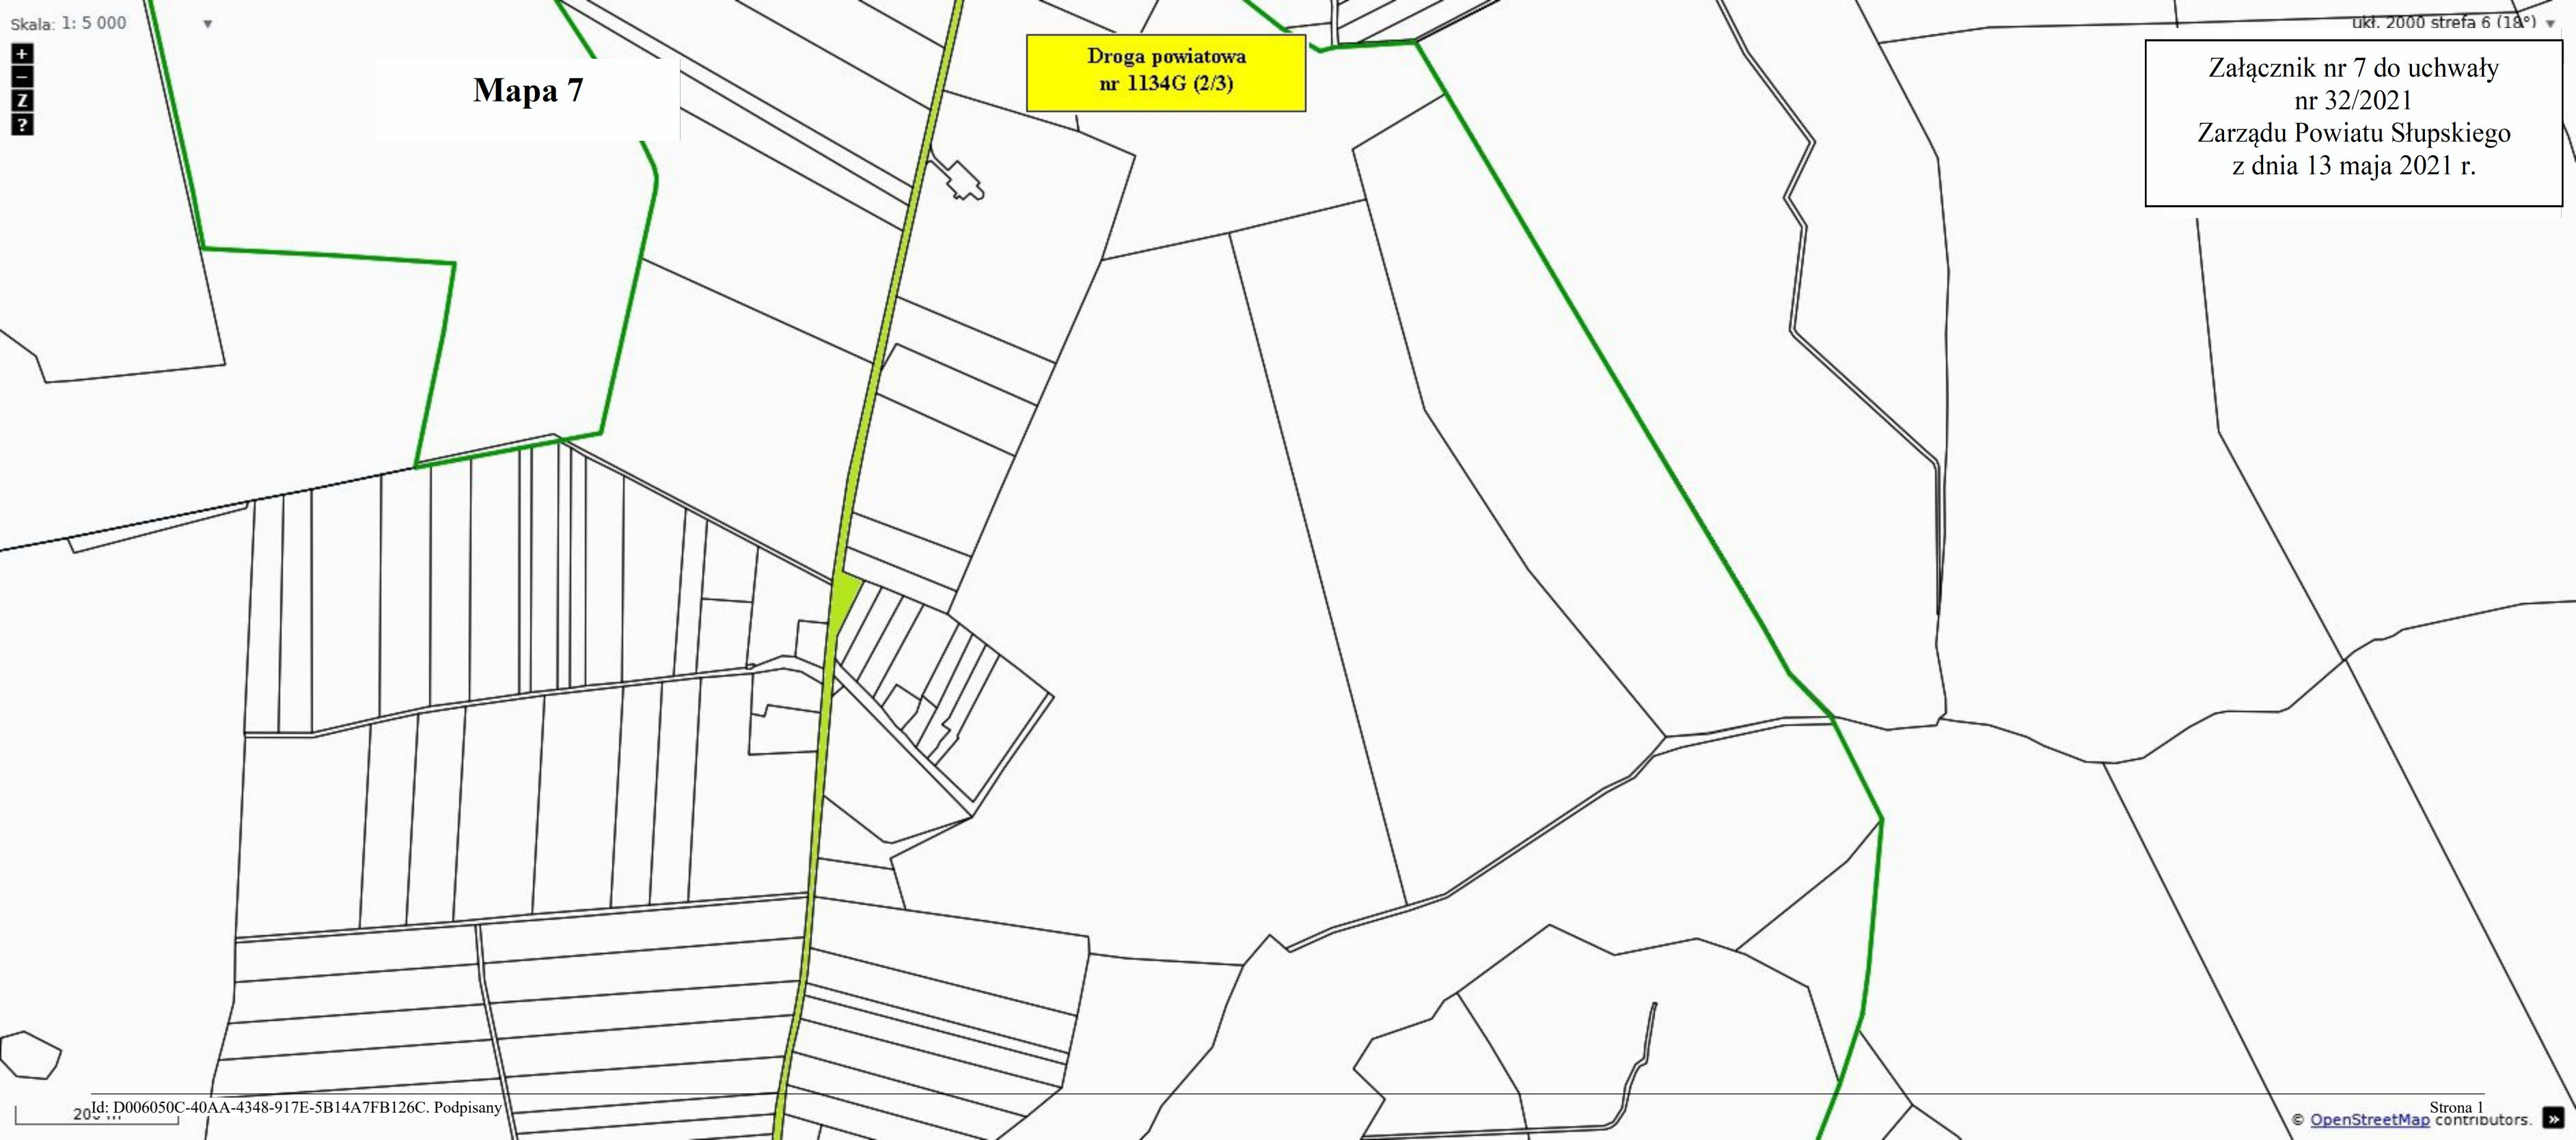 Skala: 1: 5 000
+
–
Z
?
Mapa 7
Droga powiatowa
nr 1134G (2/3)
ukł. 2000 strefa 6 (18°)
Załącznik nr 7 do uchwały
nr 32/2021
Zarządu Powiatu Słupskiego
z dnia 13 maja 2021 r.
Id: D006050C-40AA-4348-917E-5B14A7FB126C. Podpisany
Strona 1
© OpenStreetMap contributors. »